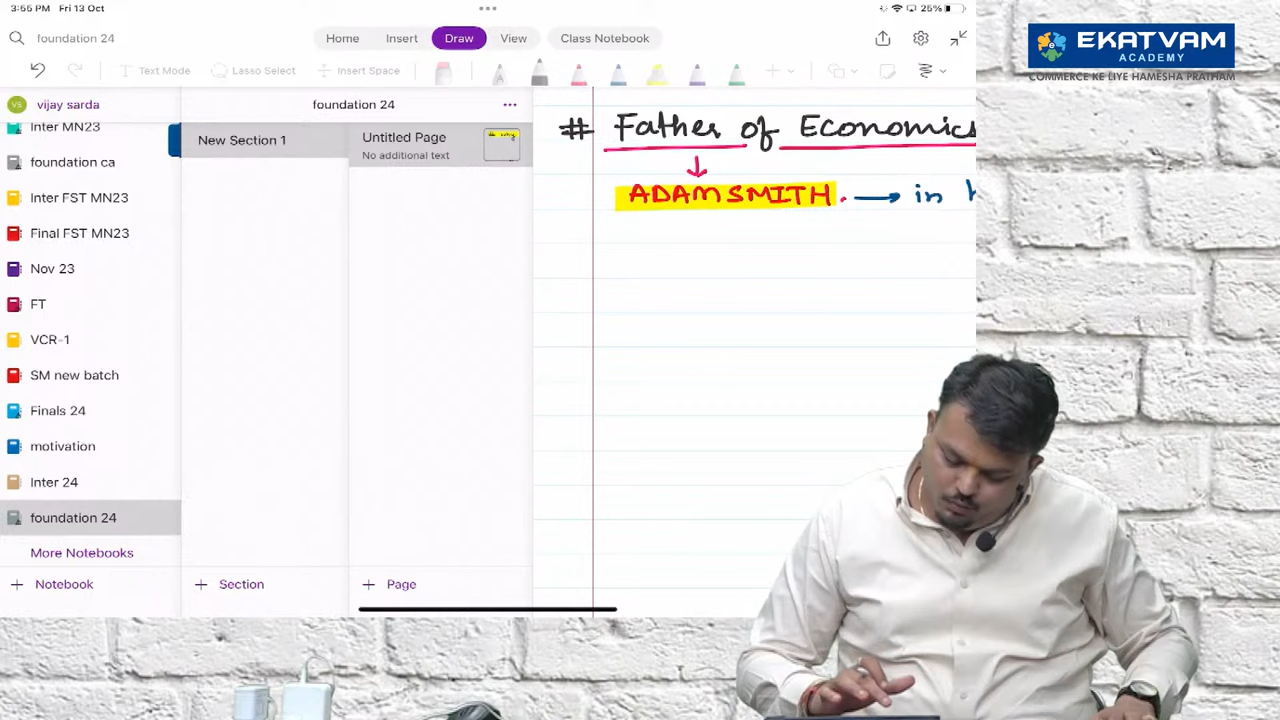 3:55 PM Fri 13 Oct
25%
foundation 24
Home Insert Draw View Class Notebook
Text Mode Lasso Select Insert Space
EKATVAM
ACADEMY
COMMERCE KE LIYE HAMESHA PRATHAM
VS vijay sarda
foundation 24
Inter MN23
foundation ca
Inter FST MN23
Final FST MN23
Nov 23
FT
VCR-1
SM new batch
Finals 24
motivation
Inter 24
foundation 24
More Notebooks
+ Notebook
New Section 1
+ Section
Untitled Page
No additional text
+ Page
# Father of Economics
ADAM SMITH. → in